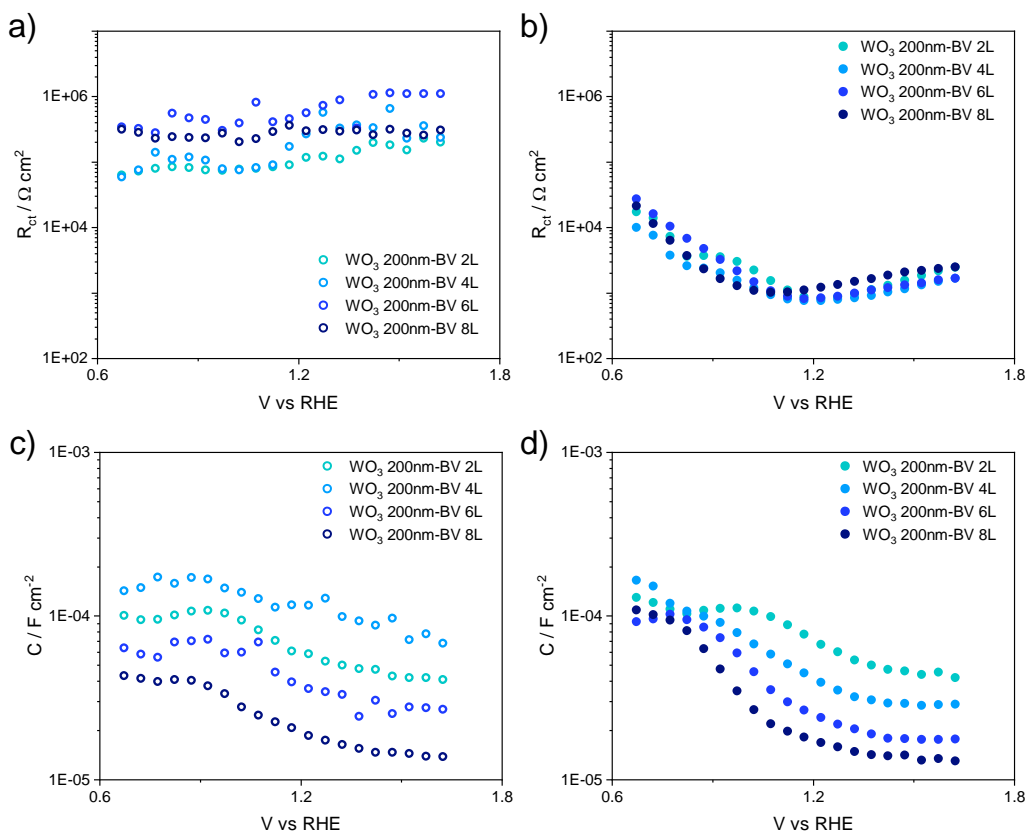 a)
1E+06
1E+04
1E+02
R_ct / Ω cm²
0.6
1.2
1.8
V vs RHE
WO₃ 200nm-BV 2L
WO₃ 200nm-BV 4L
WO₃ 200nm-BV 6L
WO₃ 200nm-BV 8L
b)
1E+06
1E+04
1E+02
R_ct / Ω cm²
0.6
1.2
1.8
V vs RHE
WO₃ 200nm-BV 2L
WO₃ 200nm-BV 4L
WO₃ 200nm-BV 6L
WO₃ 200nm-BV 8L
c)
1E-03
1E-04
1E-05
C / F cm⁻²
0.6
1.2
1.8
V vs RHE
WO₃ 200nm-BV 2L
WO₃ 200nm-BV 4L
WO₃ 200nm-BV 6L
WO₃ 200nm-BV 8L
d)
1E-03
1E-04
1E-05
C / F cm⁻²
0.6
1.2
1.8
V vs RHE
WO₃ 200nm-BV 2L
WO₃ 200nm-BV 4L
WO₃ 200nm-BV 6L
WO₃ 200nm-BV 8L